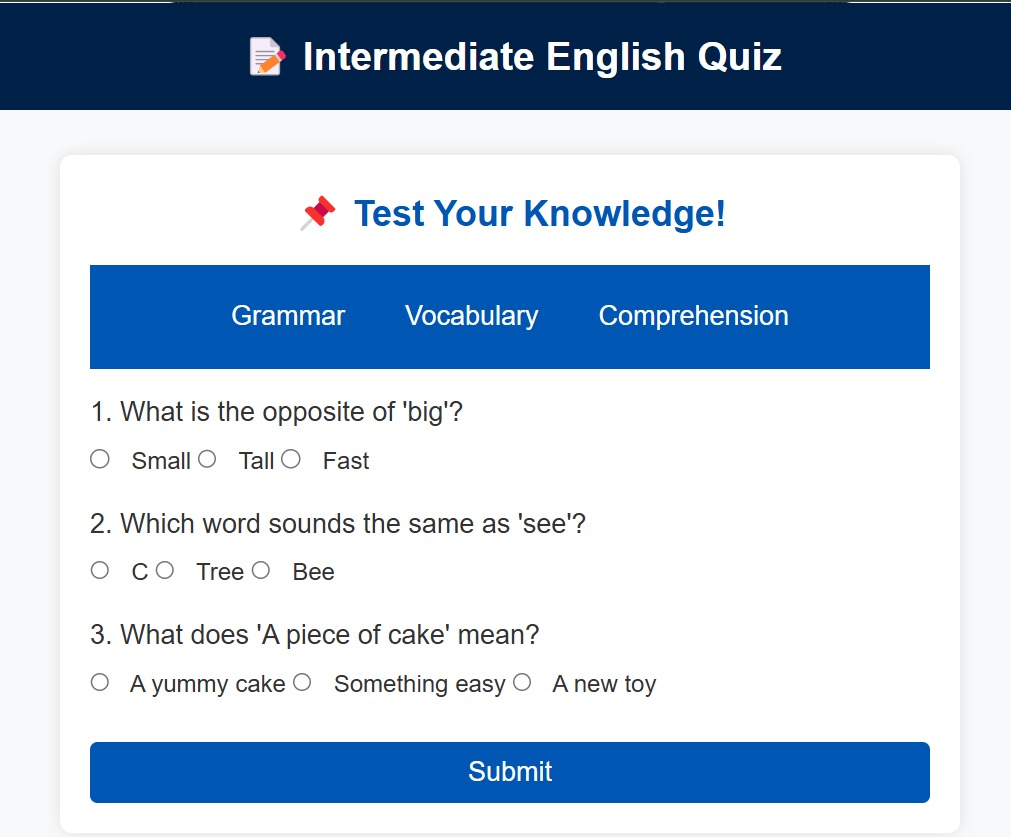 Intermediate English Quiz
Test Your Knowledge!
Grammar Vocabulary Comprehension
1. What is the opposite of 'big'?
Small Tall Fast
2. Which word sounds the same as 'see'?
C Tree Bee
3. What does 'A piece of cake' mean?
A yummy cake Something easy A new toy
Submit